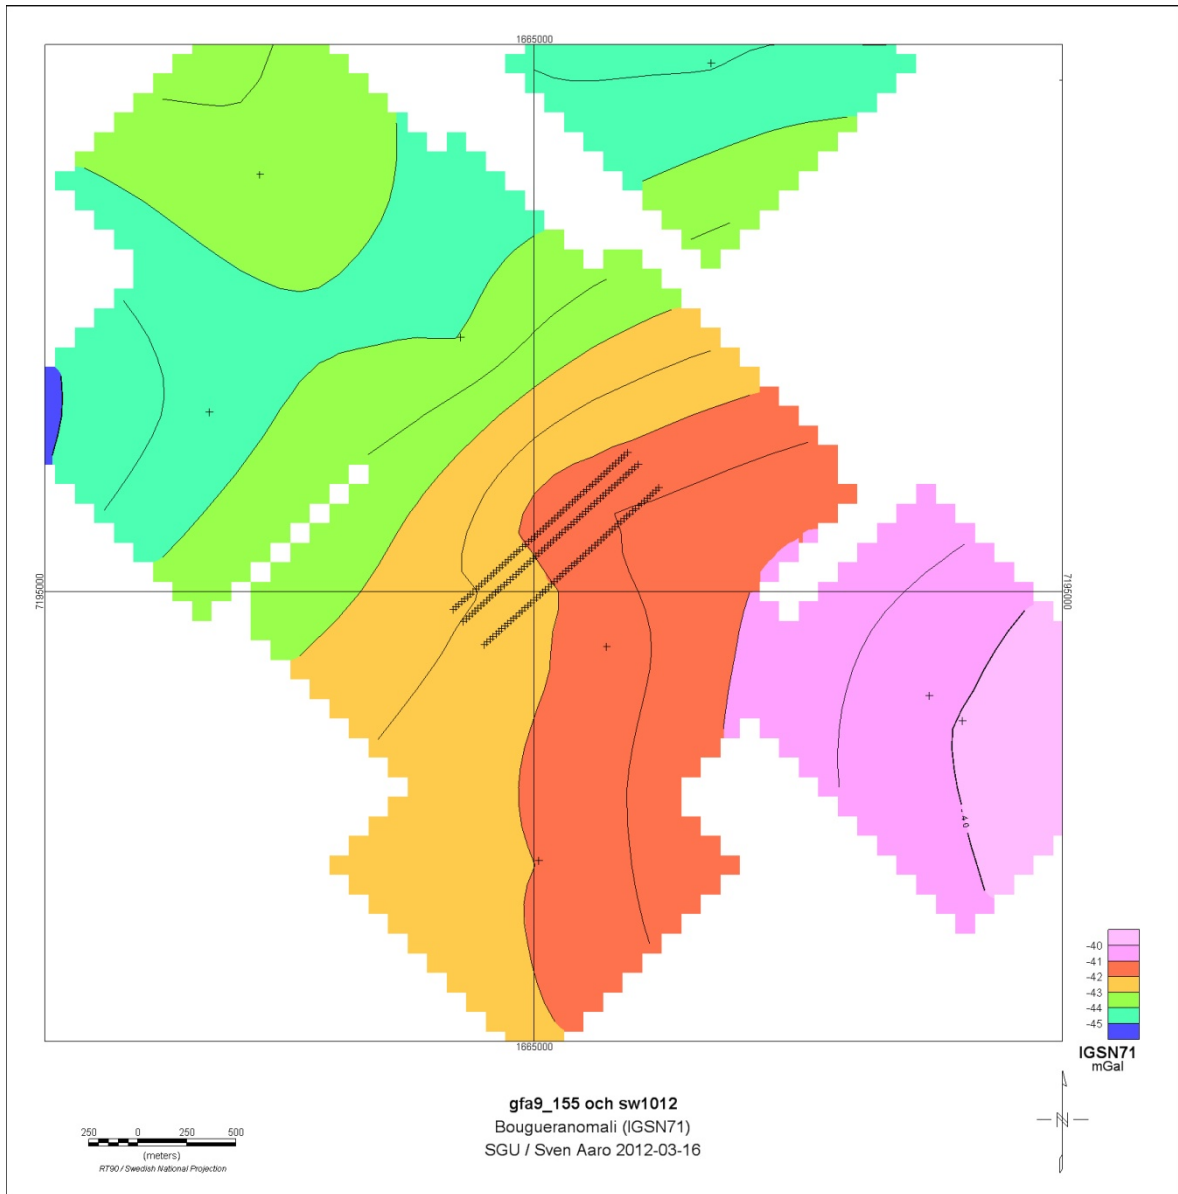 1665000
7195000
7195000
-40
-40
-41
-42
-43
-44
-45
IGSN71
mGal
1665000
gfa9_155 och sw1012
Bougueranomali (IGSN71)
SGU / Sven Aaro 2012-03-16
250 0 250 500
(meters)
RT90 / Swedish National Projection
N